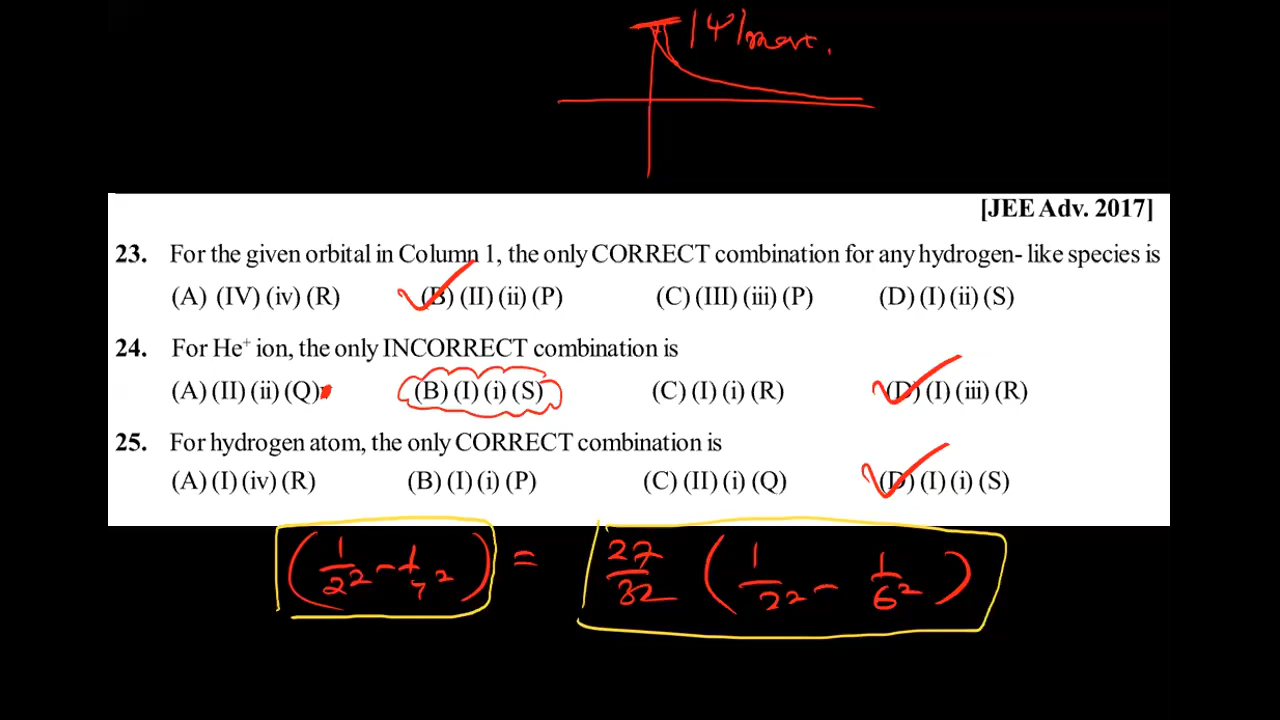 |Ψ|max.
[JEE Adv. 2017]
23. For the given orbital in Column 1, the only CORRECT combination for any hydrogen- like species is
(A) (IV) (iv) (R) (B) (II) (ii) (P) (C) (III) (iii) (P) (D) (I) (ii) (S)
24. For He⁺ ion, the only INCORRECT combination is
(A) (II) (ii) (Q) (B) (I) (i) (S) (C) (I) (i) (R) (D) (I) (iii) (R)
25. For hydrogen atom, the only CORRECT combination is
(A) (I) (iv) (R) (B) (I) (i) (P) (C) (II) (i) (Q) (D) (I) (i) (S)
(1/2² - 1/4²) = 27/32 (1/2² - 1/6²)